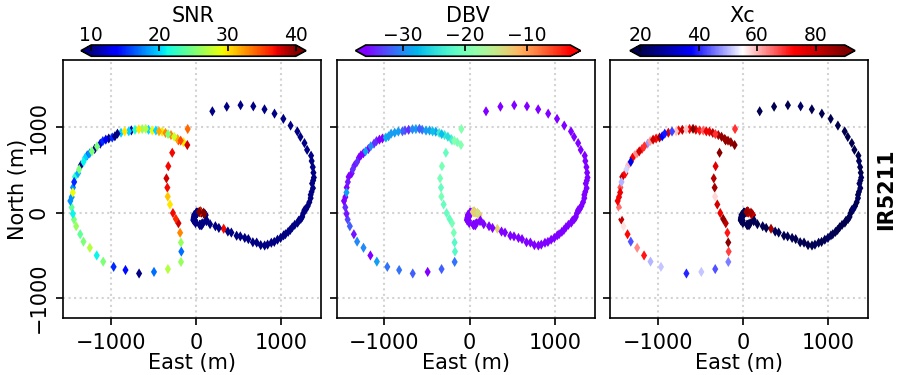 SNR DBV Xc
10 20 30 40 −30 −20 −10 20 40 60 80
North (m)
1000
0
−1000
IR5211
−1000 0 1000 −1000 0 1000 −1000 0 1000
East (m) East (m) East (m)